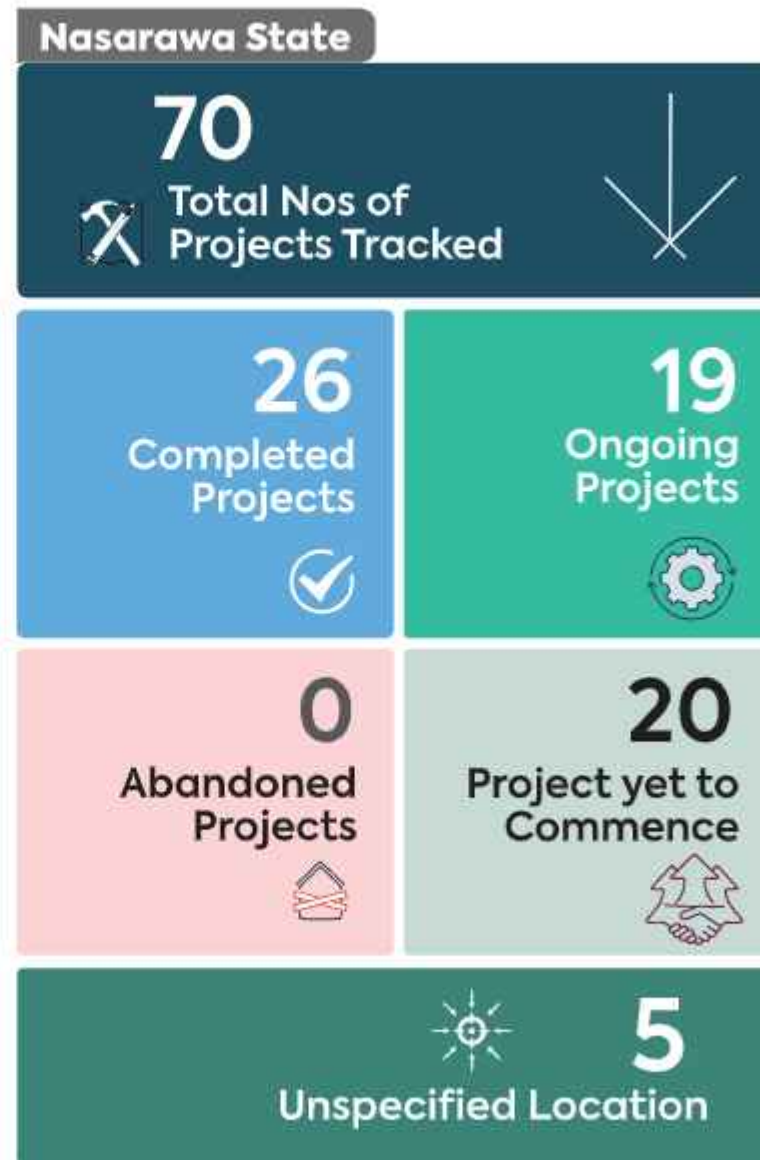 Nasarawa State
70
Total Nos of
Projects Tracked
26
Completed
Projects
19
Ongoing
Projects
0
Abandoned
Projects
20
Project yet to
Commence
5
Unspecified Location